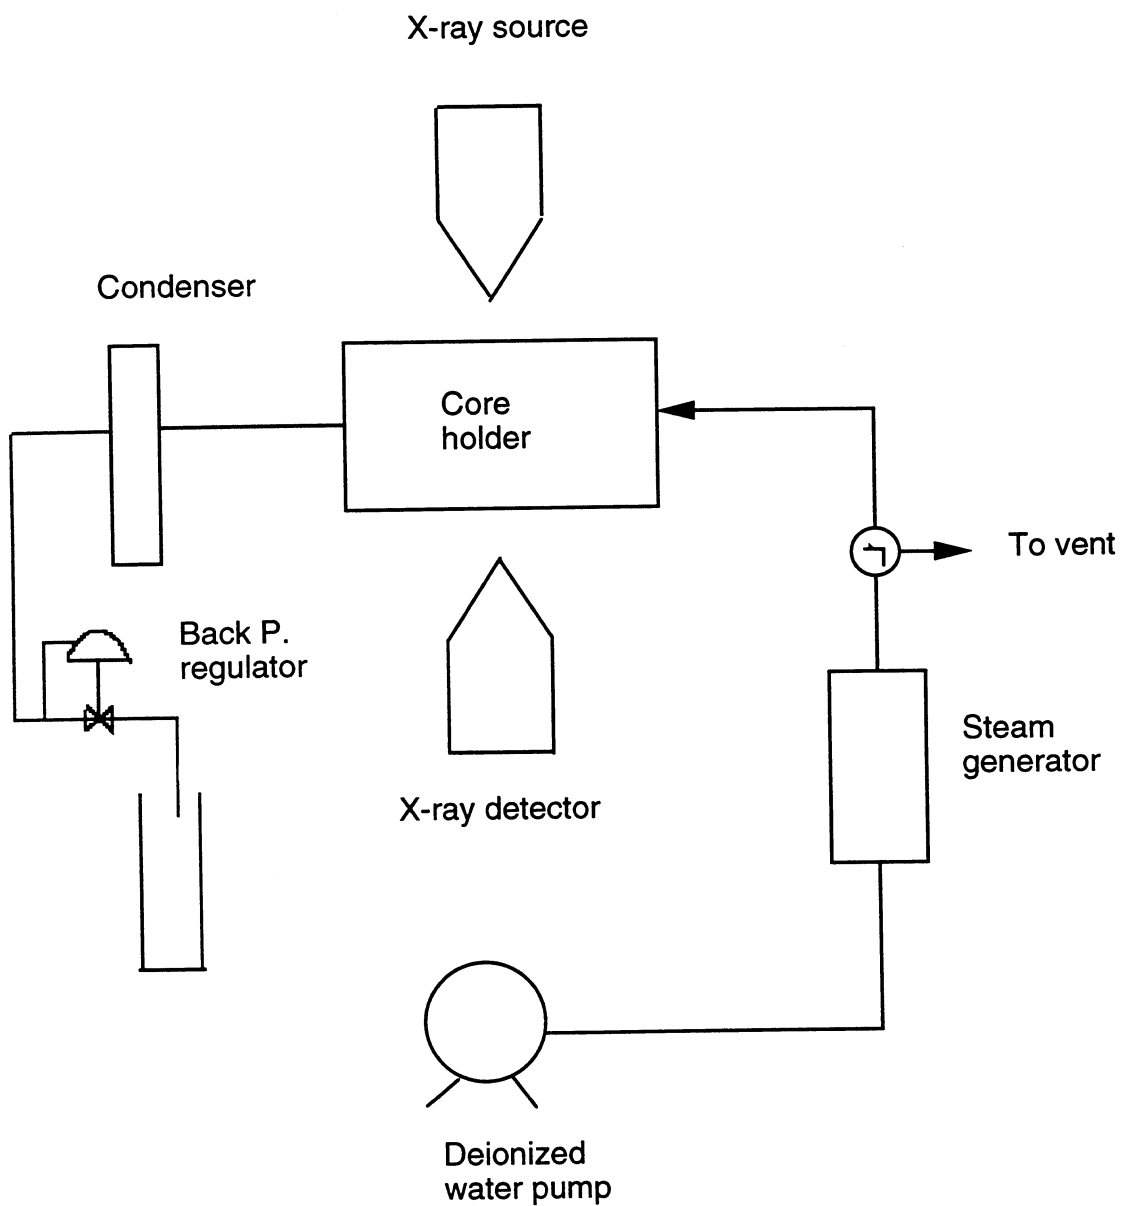 X-ray source
Condenser
Core
holder
To vent
Back P.
regulator
Steam
generator
X-ray detector
Deionized
water pump